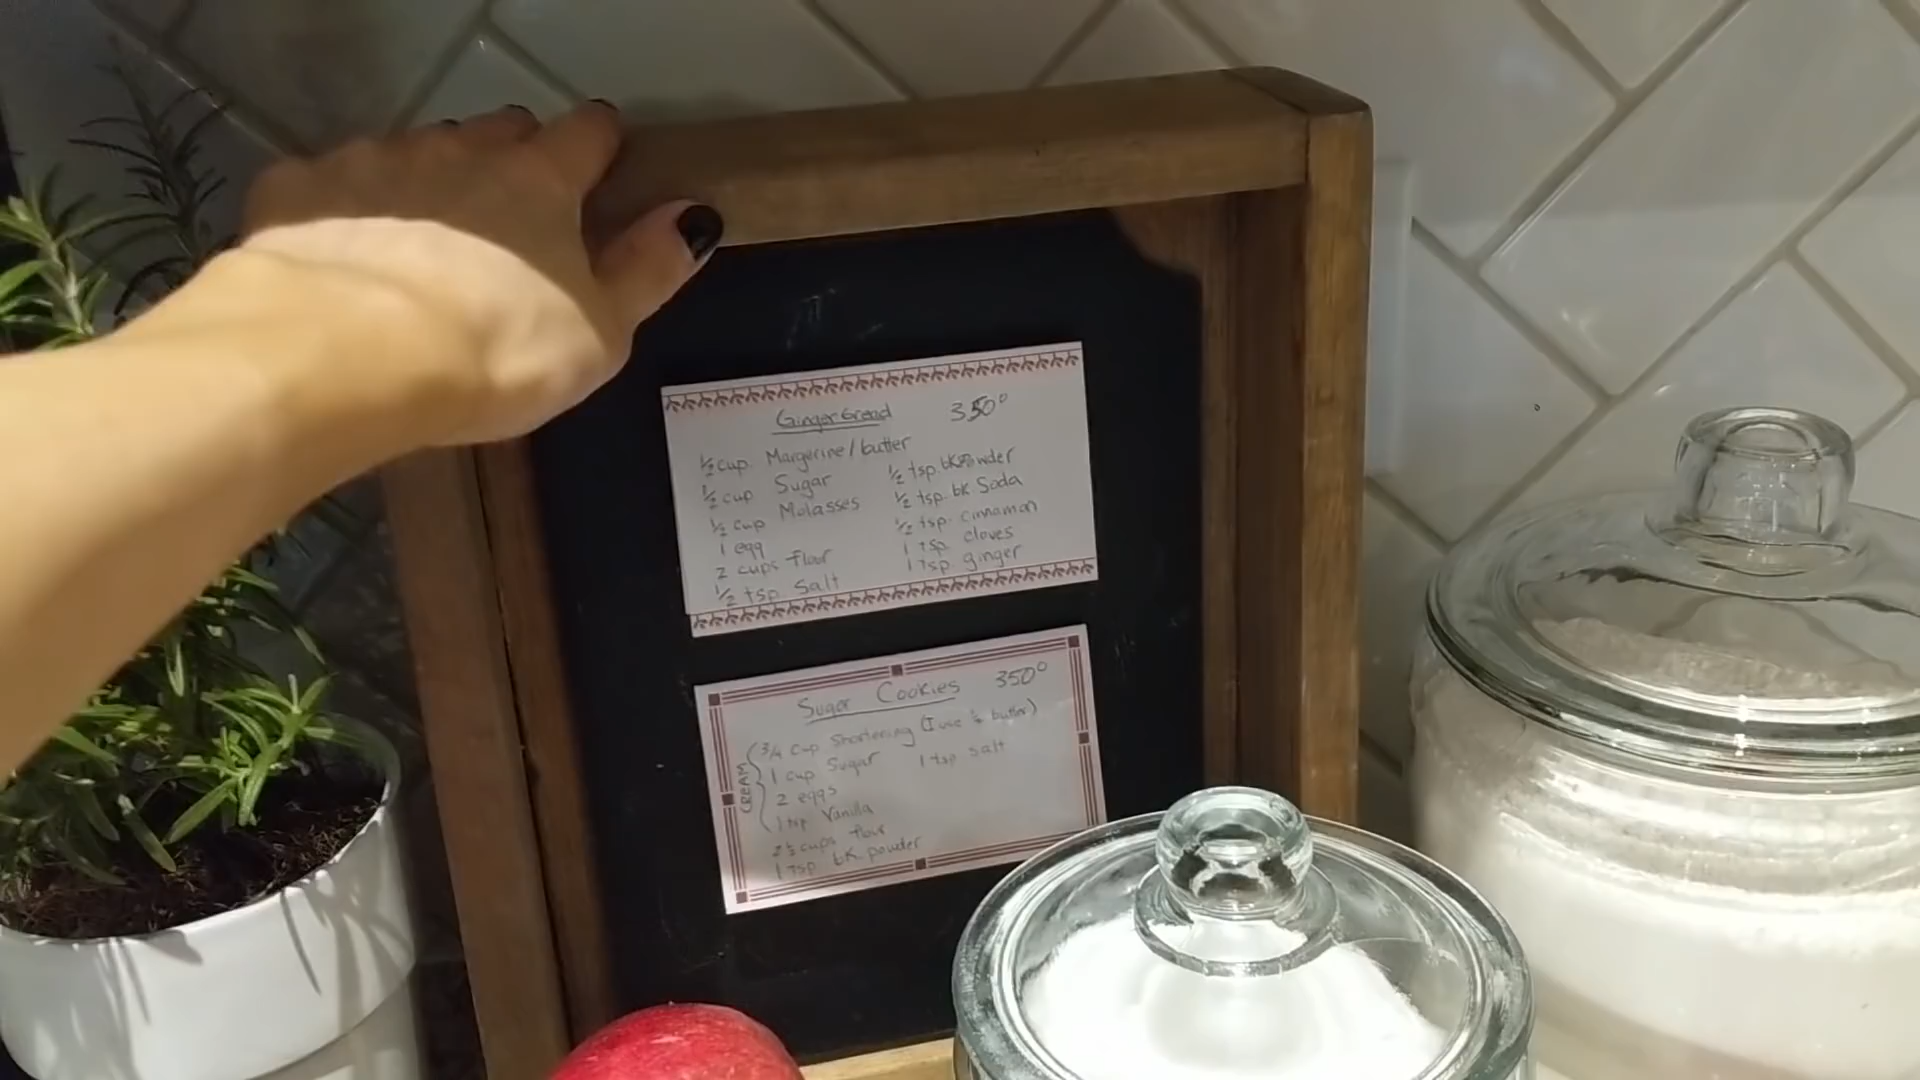 Gingerbread 350°
½ cup Margerine/butter
½ cup Sugar
½ cup Molasses
1 egg
2 cups flour
½ tsp. Salt
½ tsp. bk Powder
½ tsp. bk. Soda
½ tsp. cinnamon
1 tsp. cloves
1 tsp. ginger
Sugar Cookies 350°
CREAM
3/4 cup Shortening (I use ½ butter)
1 cup Sugar
2 eggs
1 tsp Vanilla
2½ cups flour
1 tsp bk. powder
1 tsp salt